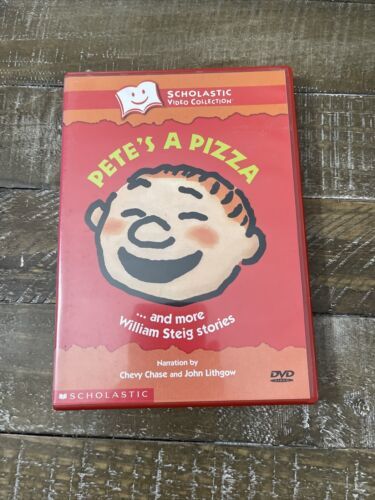 SCHOLASTIC
VIDEO COLLECTION
PETE'S A PIZZA
... and more
William Steig stories
Narration by
Chevy Chase and John Lithgow
DVD
VIDEO
SCHOLASTIC